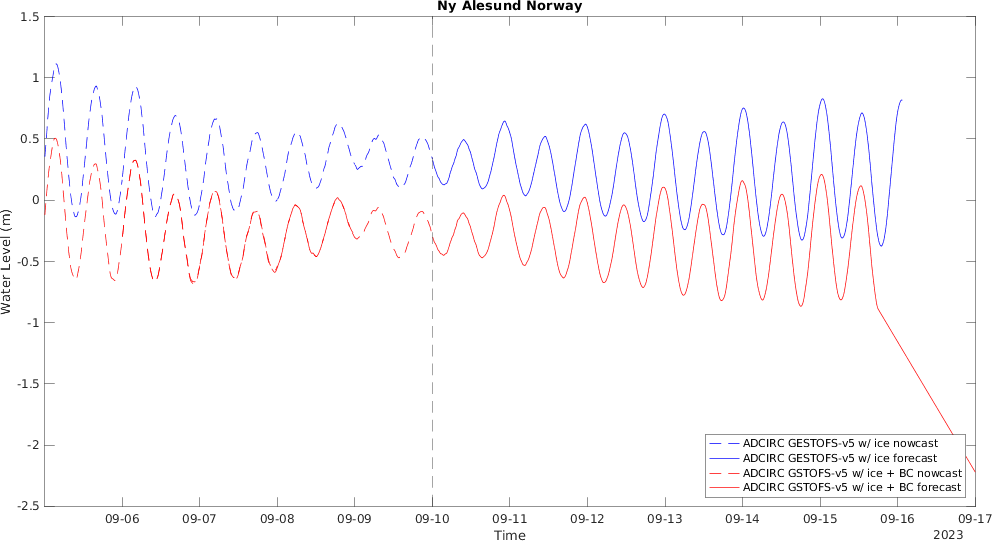 Ny Alesund Norway
1.5
1
0.5
0
-0.5
-1
-1.5
-2
-2.5
Water Level (m)
ADCIRC GESTOFS-v5 w/ ice nowcast
ADCIRC GESTOFS-v5 w/ ice forecast
ADCIRC GSTOFS-v5 w/ ice + BC nowcast
ADCIRC GSTOFS-v5 w/ ice + BC forecast
09-06 09-07 09-08 09-09 09-10 09-11 09-12 09-13 09-14 09-15 09-16 09-17
Time
2023